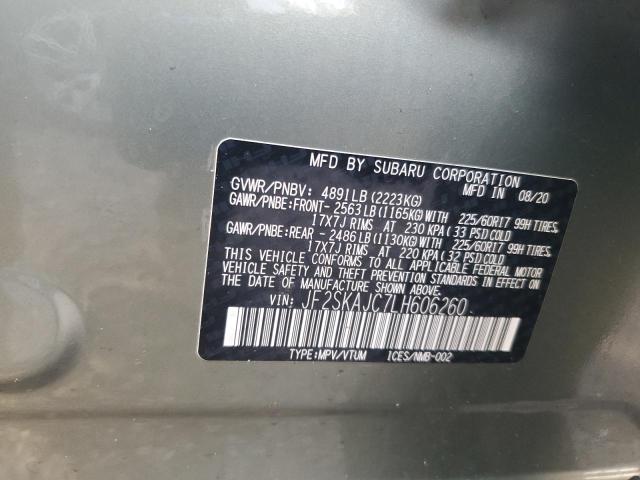 MFD BY SUBARU CORPORATION
MFD IN 08/20
GVWR/PNBV: 4891LB (2223KG)
GAWR/PNBE:FRONT- 2563LB(1165KG)WITH 225/60R17 99H TIRES,
17X7J RIMS AT 230 KPA(33 PSI)COLD
GAWR/PNBE:REAR - 2486LB(1130KG)WITH 225/60R17 99H TIRES,
17X7J RIMS AT 220 KPA(32 PSI)COLD
THIS VEHICLE CONFORMS TO ALL APPLICABLE FEDERAL MOTOR
VEHICLE SAFETY AND THEFT PREVENTION STANDARDS IN EFFECT ON
THE DATE OF MANUFACTURE SHOWN ABOVE.
VIN: JF2SKAJC7LH606260
TYPE:MPV/VTUM ICES/NMB-002